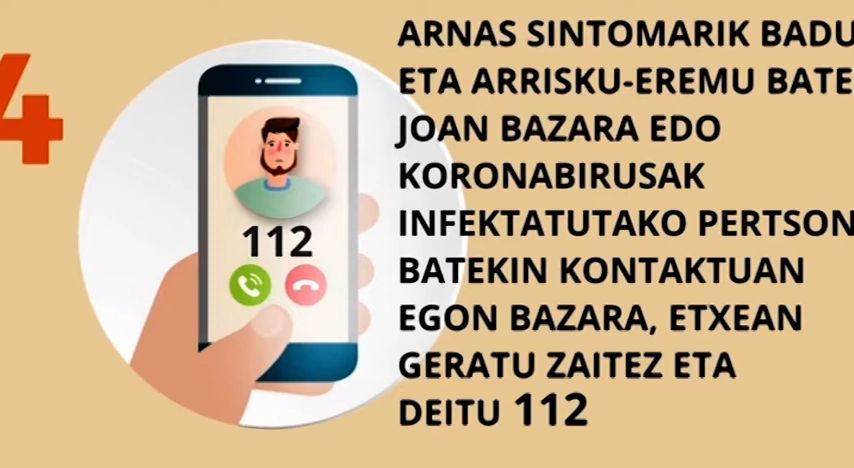 4
ARNAS SINTOMARIK BADU
ETA ARRISKU-EREMU BATE
JOAN BAZARA EDO
KORONABIRUSAK
INFEKTATUTAKO PERTSON
BATEKIN KONTAKTUAN
EGON BAZARA, ETXEAN
GERATU ZAITEZ ETA
DEITU 112
112